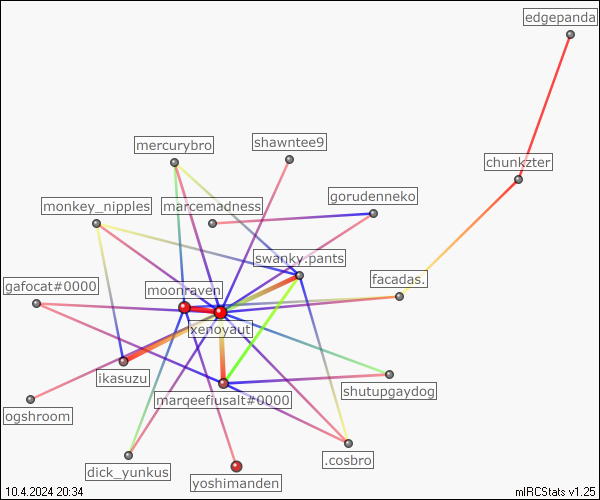 edgepanda
mercurybro
shawntee9
chunkzter
monkey_nipples
marcemadness
gorudenneko
swanky.pants
gafocat#0000
moonraven
facadas.
xenoyaut
ikasuzu
marqeefiusalt#0000
shutupgaydog
ogshroom
dick_yunkus
yoshimanden
.cosbro
10.4.2024 20:34
mIRCStats v1.25